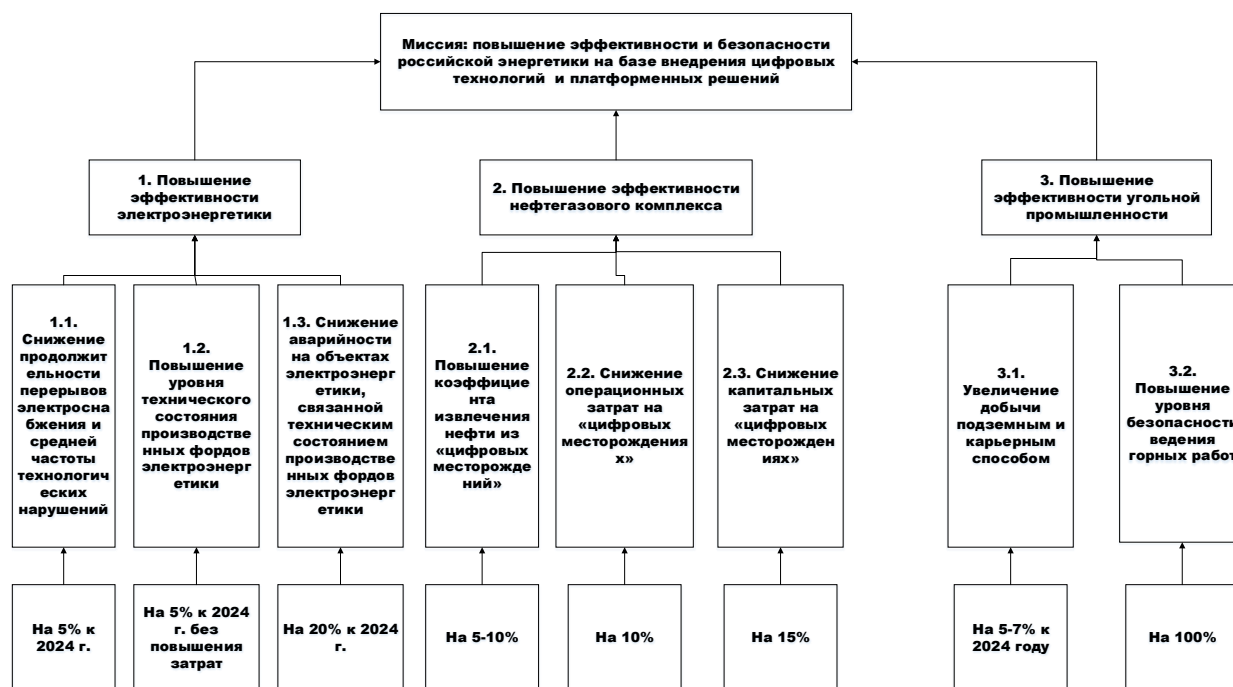 Миссия: повышение эффективности и безопасности
российской энергетики на базе внедрения цифровых
технологий и платформенных решений
1. Повышение
эффективности
электроэнергетики
2. Повышение эффективности
нефтегазового комплекса
3. Повышение
эффективности угольной
промышленности
1.1.
Снижение
продолжит
ельности
перерывов
электросна
бжения и
средней
частоты
технологич
еских
нарушений
1.2.
Повышение
уровня
технического
состояния
производстве
нных фордов
электроэнерг
етики
1.3. Снижение
аварийности
на объектах
электроэнерг
етики,
связанной
техническим
состоянием
производстве
нных фордов
электроэнерг
етики
2.1.
Повышение
коэффицие
нта
извлечения
нефти из
«цифровых
месторожде
ний»
2.2. Снижение
операционных
затрат на
«цифровых
месторождения
х»
2.3. Снижение
капитальных
затрат на
«цифровых
месторожден
иях»
3.1.
Увеличение
добычи
подземным и
карьерным
способом
3.2.
Повышение
уровня
безопасности
ведения
горных работ
На 5% к
2024 г.
На 5% к 2024
г. без
повышения
затрат
На 20% к 2024
г.
На 5-10%
На 10%
На 15%
На 5-7% к
2024 году
На 100%